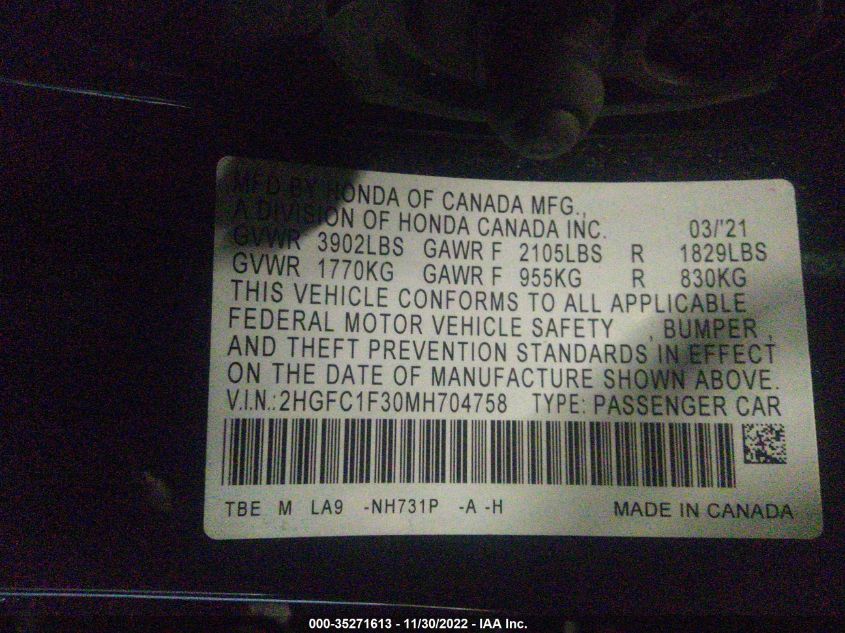 MFD BY HONDA OF CANADA MFG.,
A DIVISION OF HONDA CANADA INC. 03/'21
GVWR 3902LBS GAWR F 2105LBS R 1829LBS
GVWR 1770KG GAWR F 955KG R 830KG
THIS VEHICLE CONFORMS TO ALL APPLICABLE
FEDERAL MOTOR VEHICLE SAFETY , BUMPER ,
AND THEFT PREVENTION STANDARDS IN EFFECT
ON THE DATE OF MANUFACTURE SHOWN ABOVE.
V.I.N.:2HGFC1F30MH704758 TYPE: PASSENGER CAR
TBE M LA9 -NH731P -A -H MADE IN CANADA
000-35271613 - 11/30/2022 - IAA Inc.